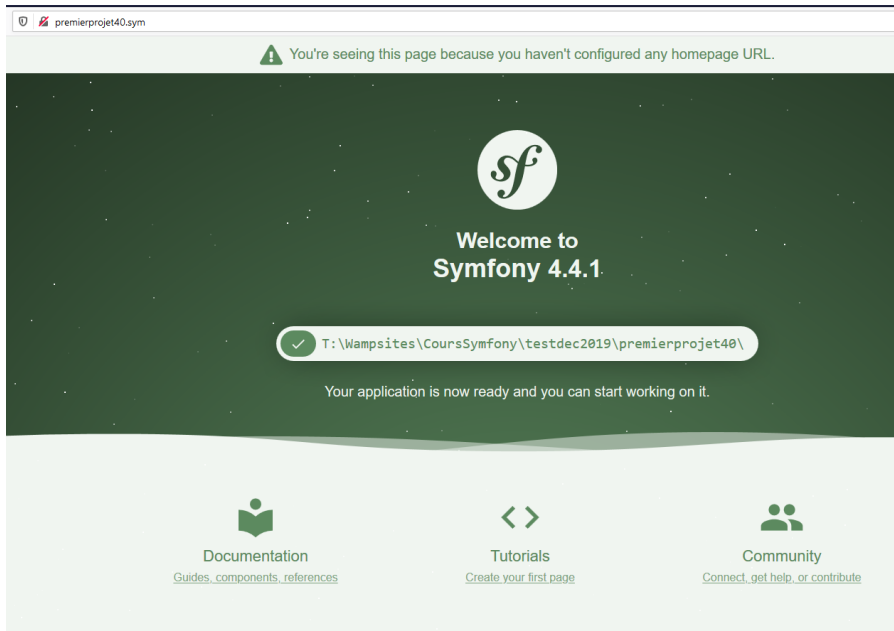 premierprojet40.sym
You're seeing this page because you haven't configured any homepage URL.
sf
Welcome to
Symfony 4.4.1
T:\Wampsites\CoursSymfony\testdec2019\premierprojet40\
Your application is now ready and you can start working on it.
Documentation Tutorials Community
Guides, components, references Create your first page Connect, get help, or contribute